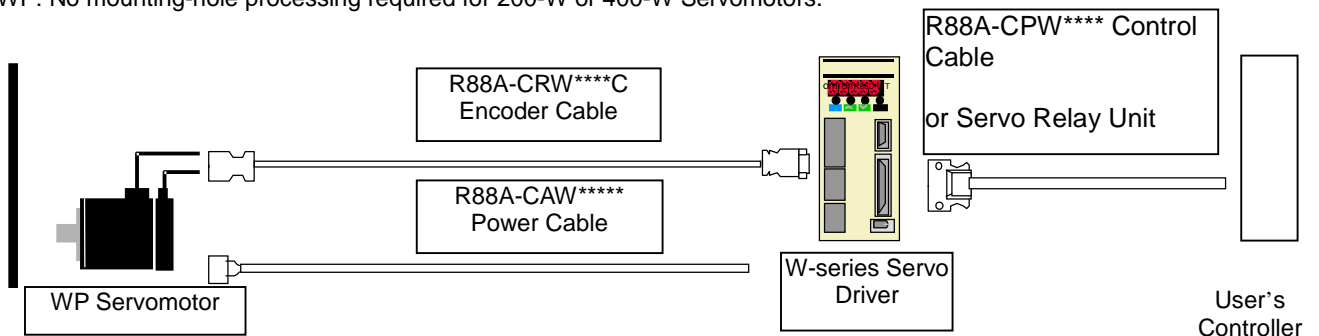 WP: No mounting-hole processing required for 200-W or 400-W Servomotors.
R88A-CPW**** Control
Cable
or Servo Relay Unit
R88A-CRW****C
Encoder Cable
R88A-CAW*****
Power Cable
WP Servomotor
W-series Servo
Driver
User's
Controller